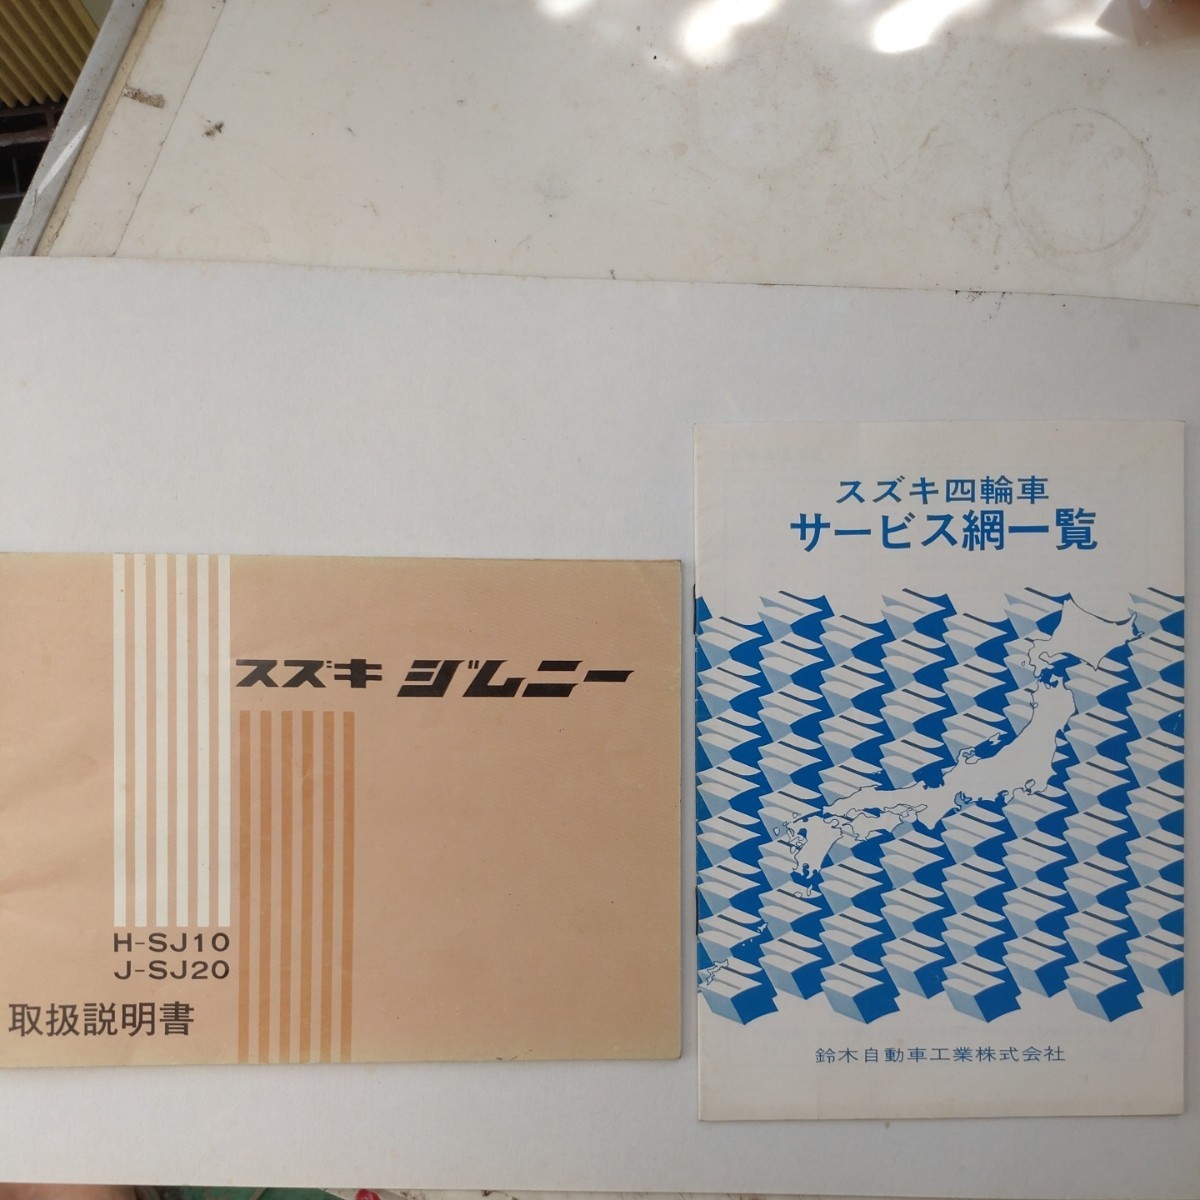 スズキ ジムニー
H-SJ10
J-SJ20
取扱説明書
スズキ四輪車
サービス網一覧
鈴木自動車工業株式会社